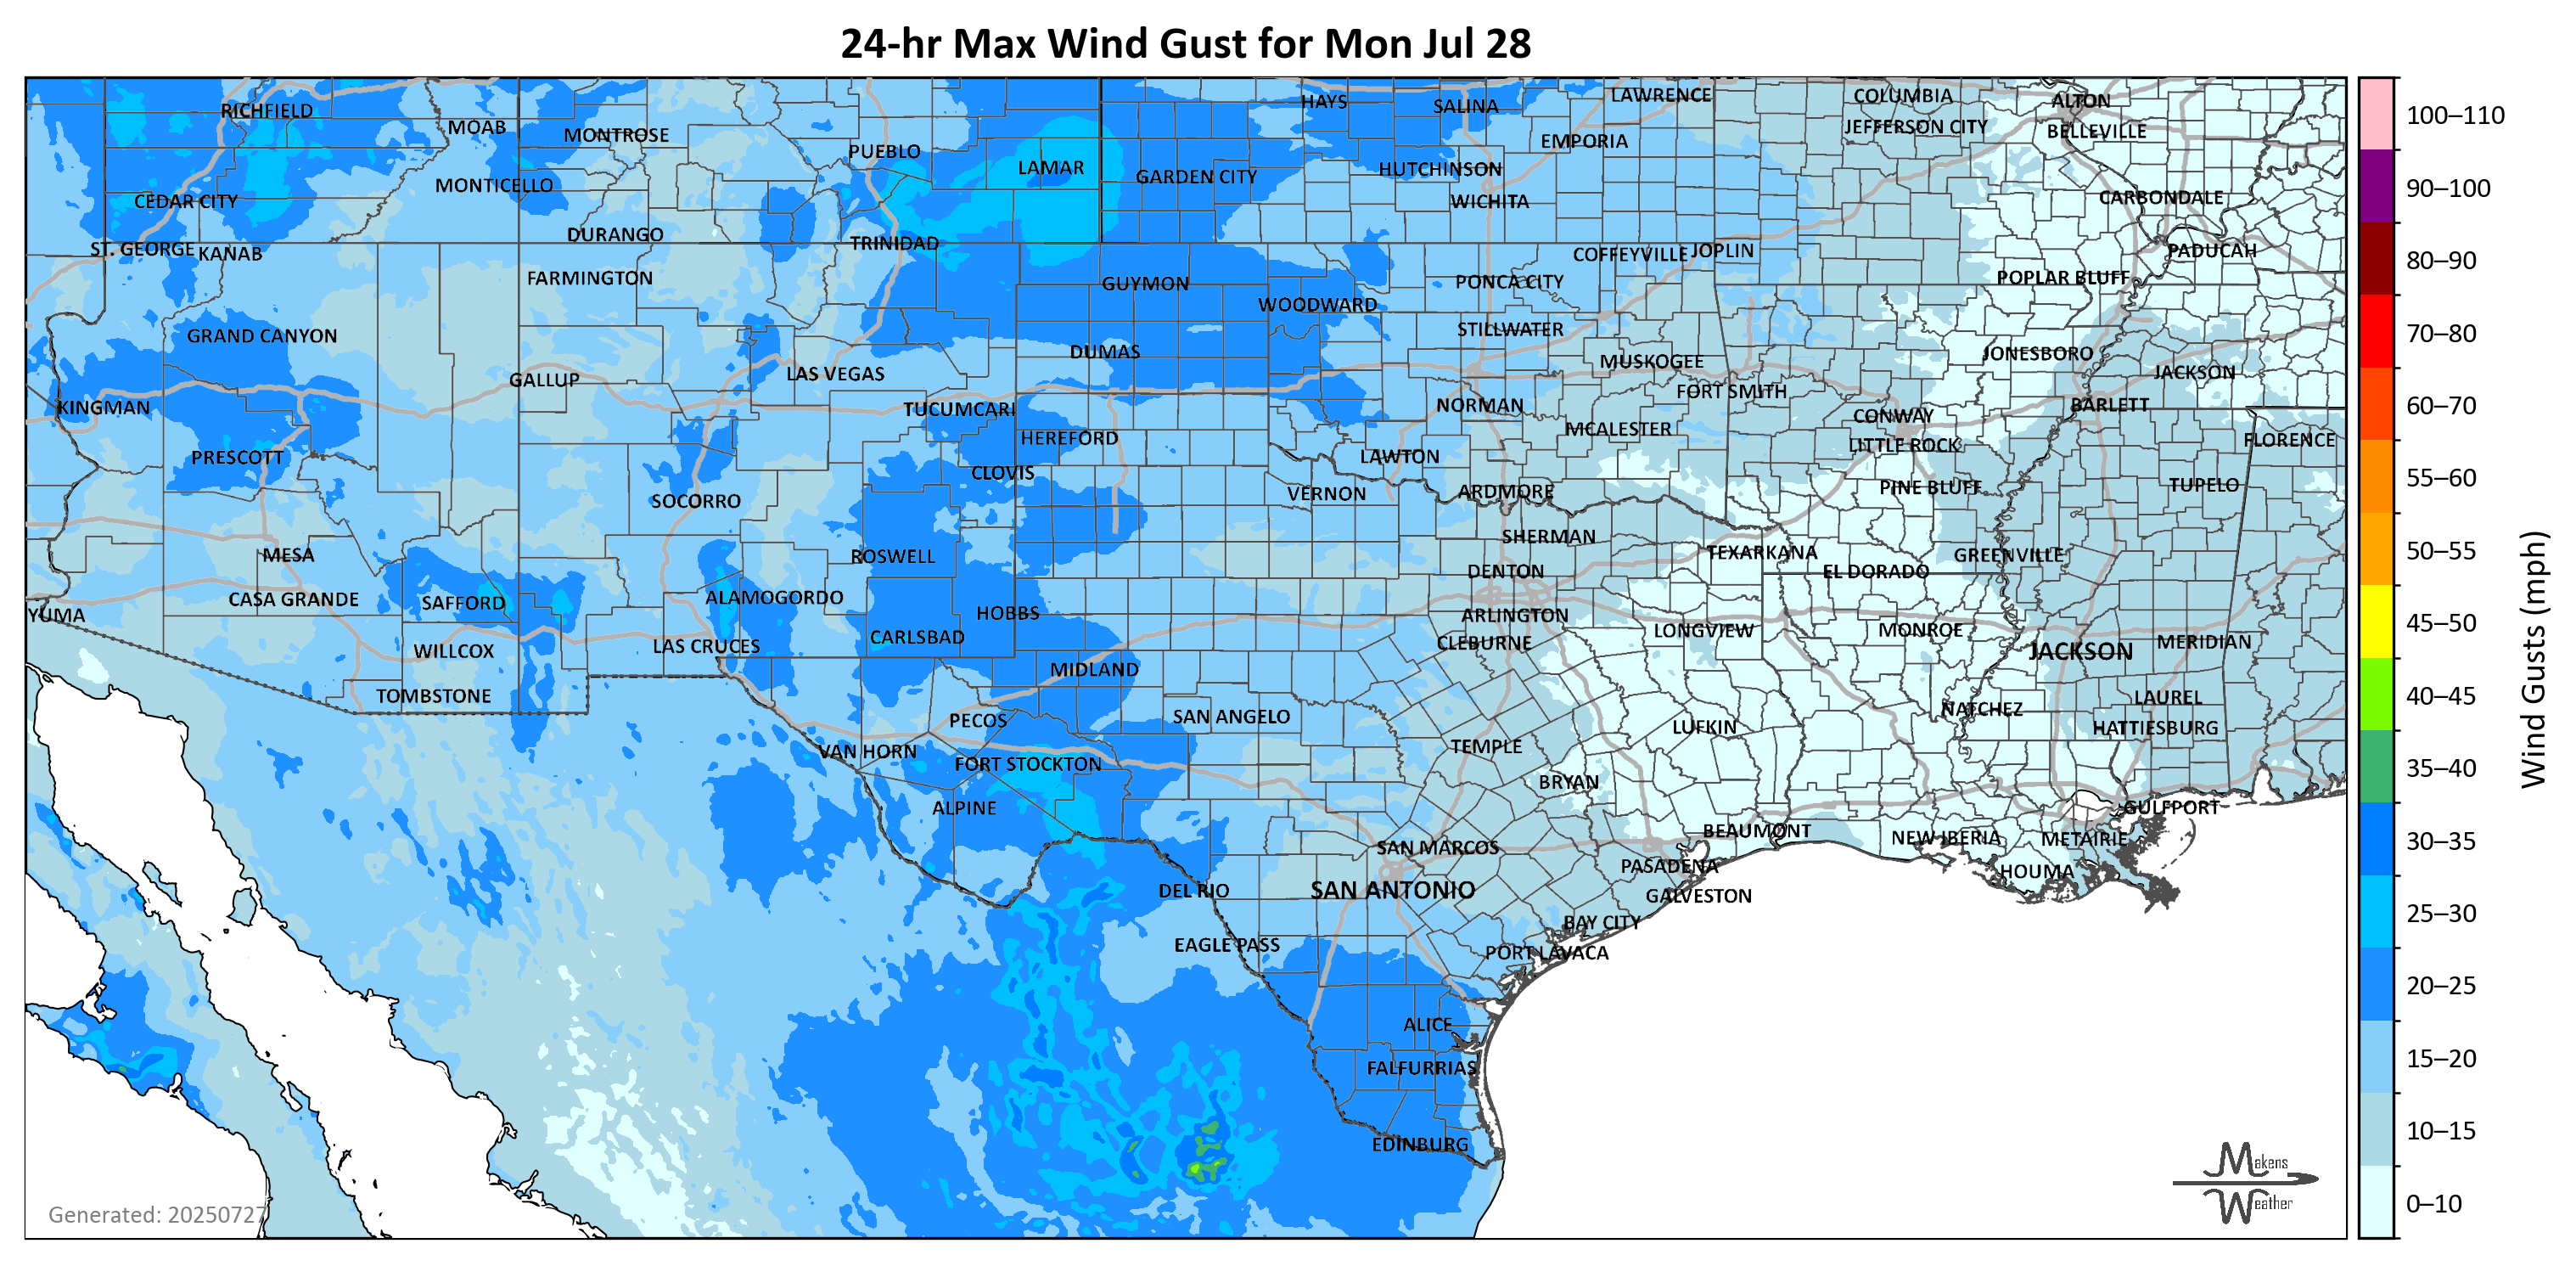 24-hr Max Wind Gust for Mon Jul 28
RICHFIELD
MOAB
MONTROSE
PUEBLO
LAMAR
HAYS
SALINA
LAWRENCE
COLUMBIA
ALTON
JEFFERSON CITY
BELLEVILLE
EMPORIA
MONTICELLO
GARDEN CITY
HUTCHINSON
CEDAR CITY
WICHITA
CARBONDALE
ST. GEORGE
KANAB
DURANGO
TRINIDAD
COFFEYVILLE
JOPLIN
PADUCAH
FARMINGTON
GUYMON
PONCA CITY
POPLAR BLUFF
WOODWARD
GRAND CANYON
STILLWATER
DUMAS
JONESBORO
MUSKOGEE
GALLUP
LAS VEGAS
JACKSON
FORT SMITH
KINGMAN
TUCUMCARI
NORMAN
CONWAY
BARLETT
HEREFORD
MCALESTER
LITTLE ROCK
FLORENCE
PRESCOTT
CLOVIS
LAWTON
SOCORRO
VERNON
ARDMORE
PINE BLUFF
TUPELO
SHERMAN
MESA
ROSWELL
TEXARKANA
GREENVILLE
DENTON
EL DORADO
CASA GRANDE
SAFFORD
ALAMOGORDO
YUMA
HOBBS
ARLINGTON
LAS CRUCES
CARLSBAD
CLEBURNE
LONGVIEW
MONROE
MERIDIAN
WILLCOX
JACKSON
MIDLAND
TOMBSTONE
LAUREL
PECOS
SAN ANGELO
NATCHEZ
LUFKIN
HATTIESBURG
VAN HORN
TEMPLE
FORT STOCKTON
BRYAN
ALPINE
GULFPORT
BEAUMONT
NEW IBERIA
METAIRIE
SAN MARCOS
PASADENA
HOUMA
DEL RIO
SAN ANTONIO
GALVESTON
BAY CITY
EAGLE PASS
PORT LAVACA
ALICE
FALFURRIAS
EDINBURG
Generated: 20250727
Makens
Weather
100–110
90–100
80–90
70–80
60–70
55–60
50–55
45–50
40–45
35–40
30–35
25–30
20–25
15–20
10–15
0–10
Wind Gusts (mph)